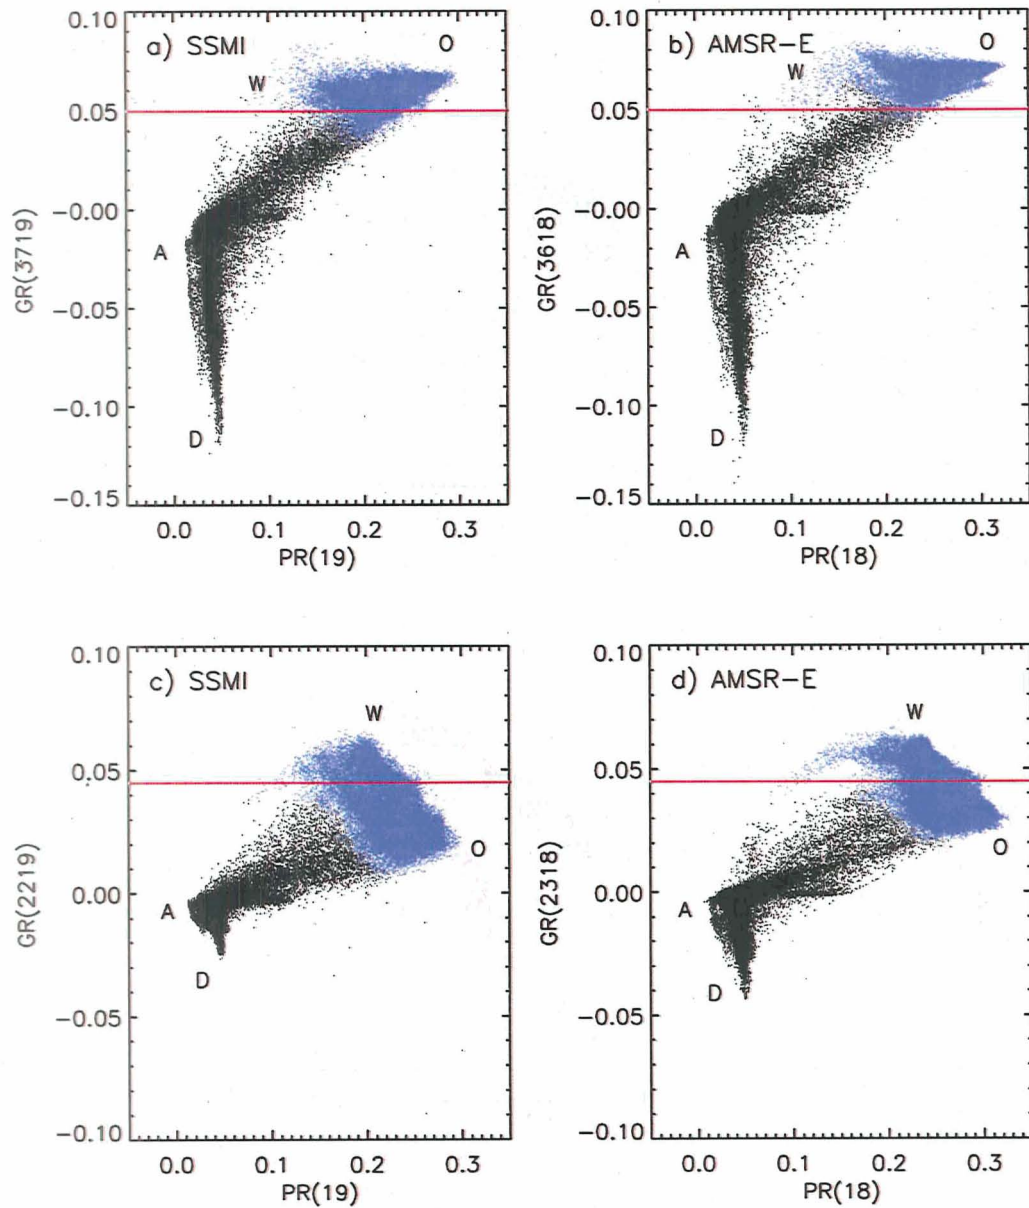 a) SSMI
O
W
A
D
0.10
0.05
-0.00
-0.05
-0.10
-0.15
GR(3719)
0.0 0.1 0.2 0.3
PR(19)
b) AMSR-E
O
W
A
D
0.10
0.05
-0.00
-0.05
-0.10
-0.15
GR(3618)
0.0 0.1 0.2 0.3
PR(18)
c) SSMI
W
O
A
D
0.10
0.05
0.00
-0.05
-0.10
GR(2219)
0.0 0.1 0.2 0.3
PR(19)
d) AMSR-E
W
O
A
D
0.10
0.05
0.00
-0.05
-0.10
GR(2318)
0.0 0.1 0.2 0.3
PR(18)